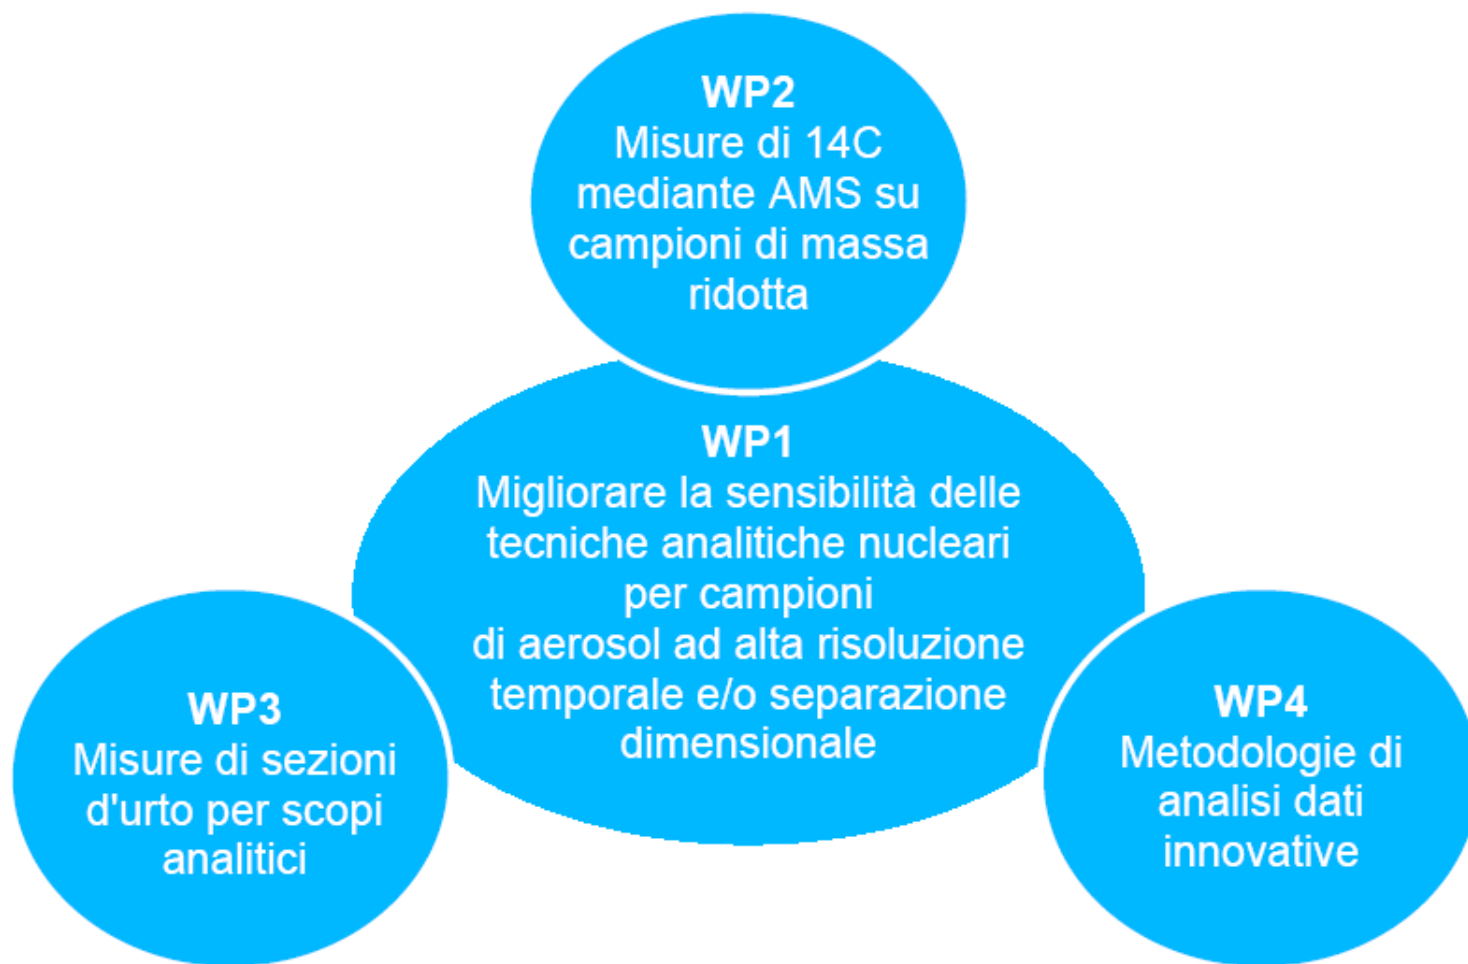 WP2
Misure di 14C
mediante AMS su
campioni di massa
ridotta
WP1
Migliorare la sensibilità delle
tecniche analitiche nucleari
per campioni
di aerosol ad alta risoluzione
temporale e/o separazione
dimensionale
WP3
Misure di sezioni
d'urto per scopi
analitici
WP4
Metodologie di
analisi dati
innovative